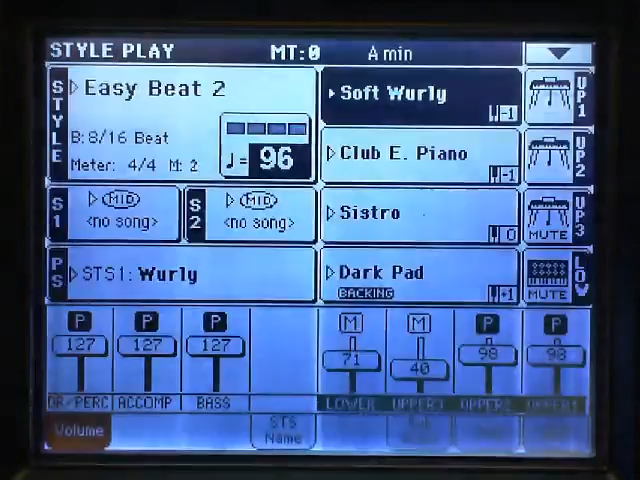 STYLE PLAY MT:0 A min
STYLE
Easy Beat 2
B: 8/16 Beat
Meter: 4/4 M: 2
♩= 96
Soft Wurly
-1
UP1
Club E. Piano
-1
UP2
S1
MID
<no song>
S2
MID
<no song>
Sistro
0
MUTE
UP3
PS
STS1: Wurly
Dark Pad
BACKING
+1
MUTE
LOW
P P P M M P P
127 127 127 71 40 98 98
DR/PERC ACCOMP BASS LOWER UPPER3 UPPER2 UPPER1
Volume
STS
Name